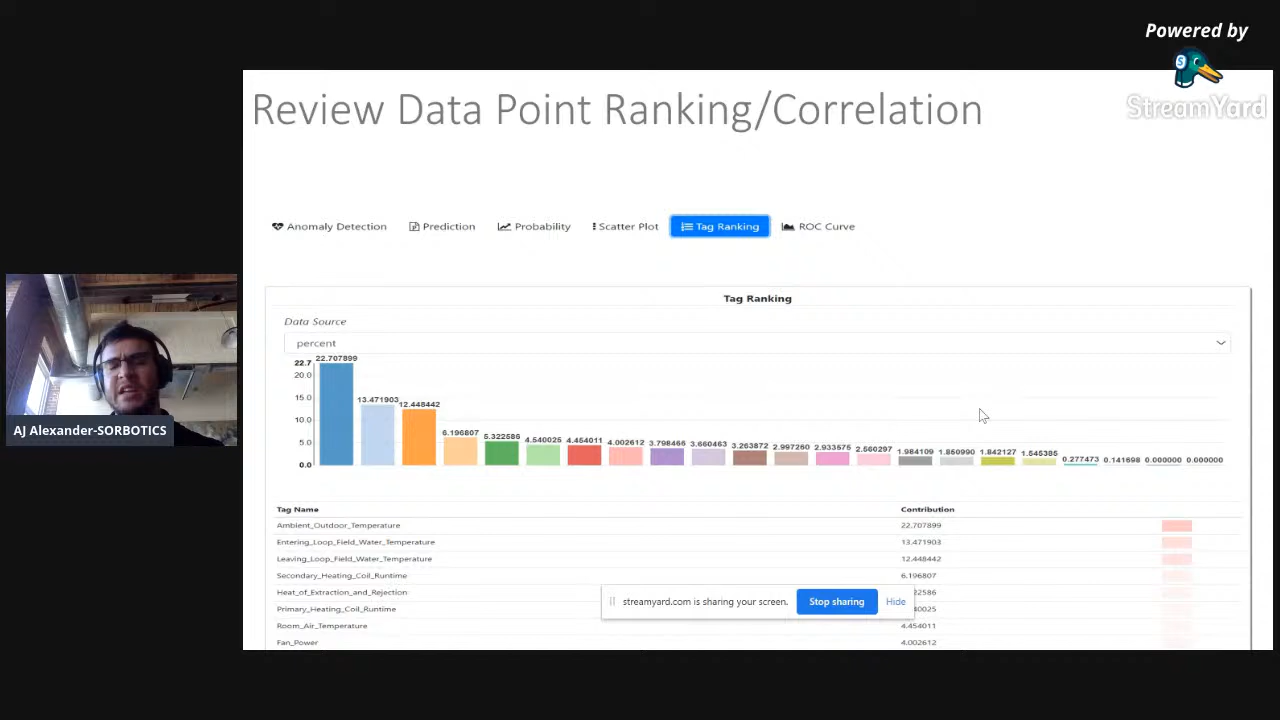 Powered by
StreamYard
Review Data Point Ranking/Correlation
Anomaly Detection Prediction Probability Scatter Plot Tag Ranking ROC Curve
Tag Ranking
Data Source
percent
22.7
20.0
15.0
10.0
5.0
0.0
22.707899 13.471903 12.448442 6.196807 5.322586 4.540025 4.454011 4.002612 3.798466 3.660463 3.263872 2.997260 2.933575 2.560297 1.984109 1.850990 1.842127 1.545385 0.277473 0.141698 0.000000 0.000000
Tag Name Contribution
Ambient_Outdoor_Temperature 22.707899
Entering_Loop_Field_Water_Temperature 13.471903
Leaving_Loop_Field_Water_Temperature 12.448442
Secondary_Heating_Coil_Runtime 6.196807
Heat_of_Extraction_and_Rejection 22586
Primary_Heating_Coil_Runtime 40025
Room_Air_Temperature 4.454011
Fan_Power 4.002612
streamyard.com is sharing your screen. Stop sharing Hide
AJ Alexander-SORBOTICS